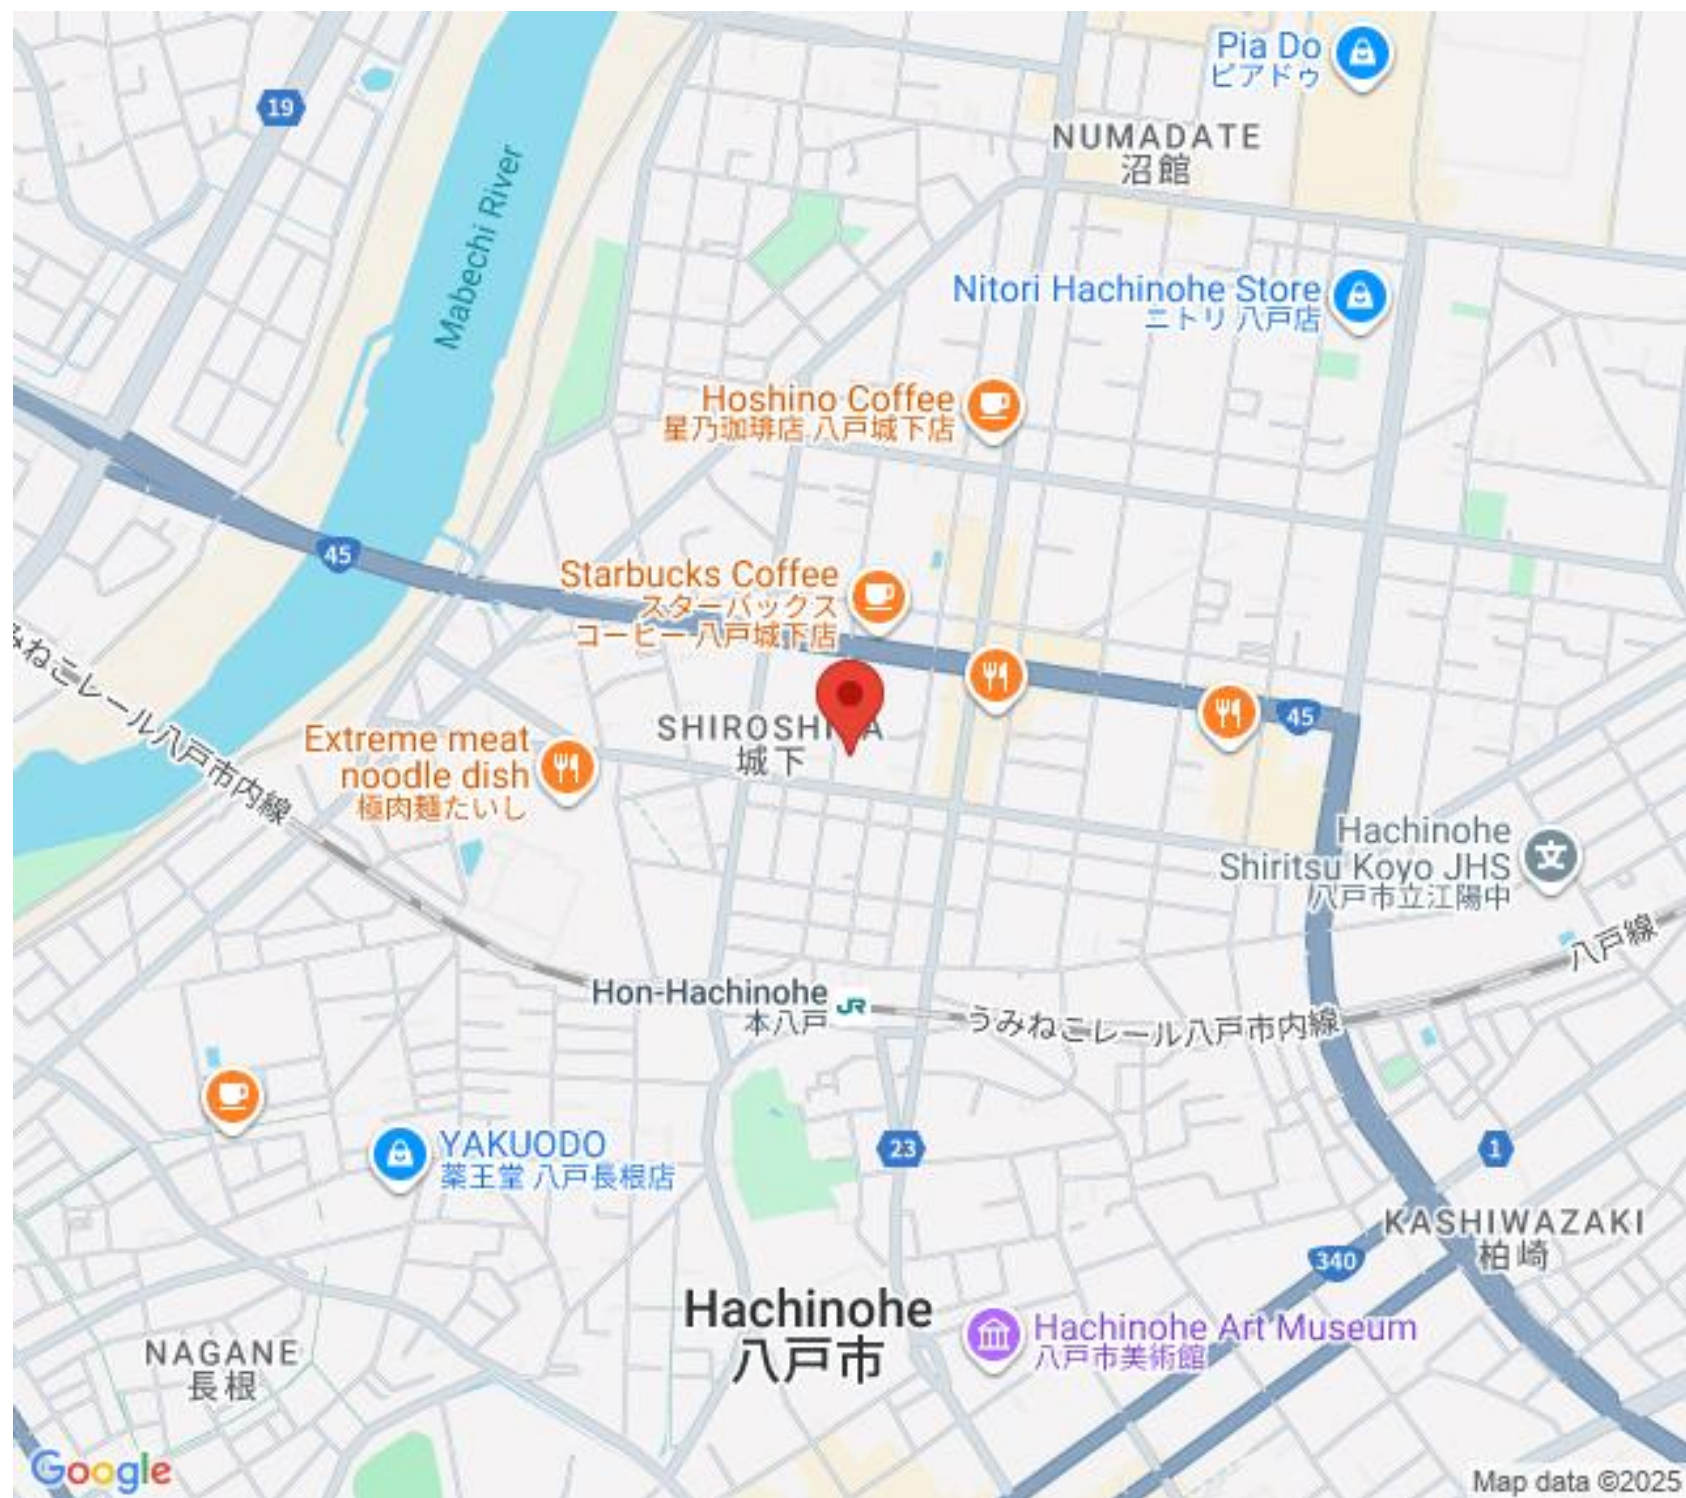 Pia Do
ピアドゥ
19
NUMADATE
沼館
Mabechi River
Nitori Hachinohe Store
ニトリ 八戸店
Hoshino Coffee
星乃珈琲店 八戸城下店
45
Starbucks Coffee
スターバックス
コーヒー 八戸城下店
みねこレール八戸市内線
SHIROSHI A
城下
45
Extreme meat
noodle dish
極肉麺たいし
Hachinohe
Shiritsu Koyo JHS
八戸市立江陽中
八戸線
Hon-Hachinohe
本八戸
JR
うみねこレール八戸市内線
23
1
YAKUODO
薬王堂 八戸長根店
KASHIWAZAKI
柏崎
340
Hachinohe
八戸市
Hachinohe Art Museum
八戸市美術館
NAGANE
長根
Google
Map data ©2025